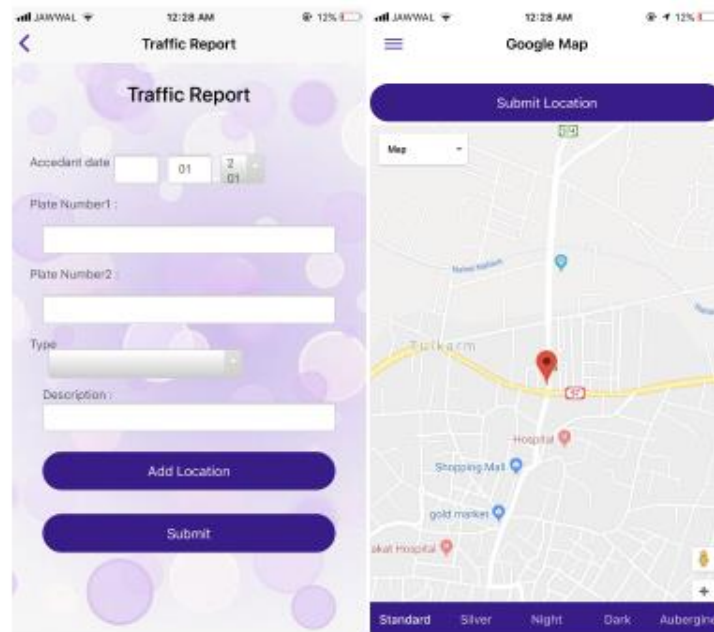 JAWWAL 12:28 AM 12%
Traffic Report
Traffic Report
Accedant date
01
2
01
Plate Number1 :
Plate Number2 :
Type
Description :
Add Location
Submit
JAWWAL 12:28 AM 12%
Google Map
Submit Location
Map
Tulkarm
57
Hospital
Shopping Mall
gold market
akat Hospital
+
Standard Silver Night Dark Aubergine